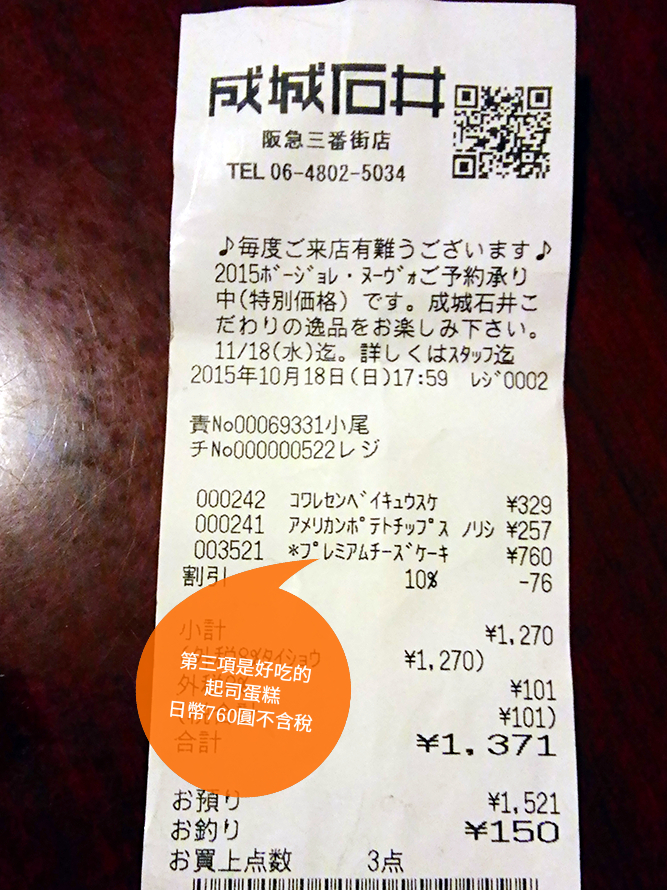 成城石井
阪急三番街店
TEL 06-4802-5034
♪毎度ご来店有難うございます♪
2015ﾎﾞｰｼﾞｮﾚ・ﾇｰｳﾞｫご予約承り
中(特別価格) です。成城石井こ
だわりの逸品をお楽しみ下さい。
11/18(水)迄。詳しくはｽﾀｯﾌ迄
2015年10月18日(日)17:59 ﾚｼﾞ0002
責No00069331小尾
チNo000000522レジ
000242 ｺﾜﾚｾﾝﾍﾞｲｷｭｳｽｹ ¥329
000241 ｱﾒﾘｶﾝﾎﾟﾃﾄﾁｯﾌﾟｽ ﾉﾘｼ ¥257
003521 *ﾌﾟﾚﾐｱﾑﾁｰｽﾞｹｰｷ ¥760
割引 10% -76
小計 ¥1,270
(外税8%ﾀｲｼｮｳ ¥1,270)
外税8% ¥101
¥101)
合計 ¥1,371
第三項是好吃的
起司蛋糕
日幣760圓不含稅
お預り ¥1,521
お釣り ¥150
お買上点数 3点